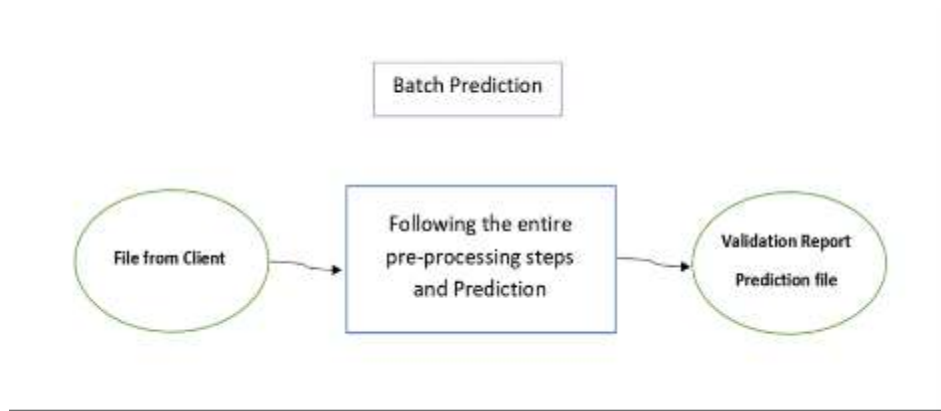 Batch Prediction
File from Client
Following the entire
pre-processing steps
and Prediction
Validation Report
Prediction file